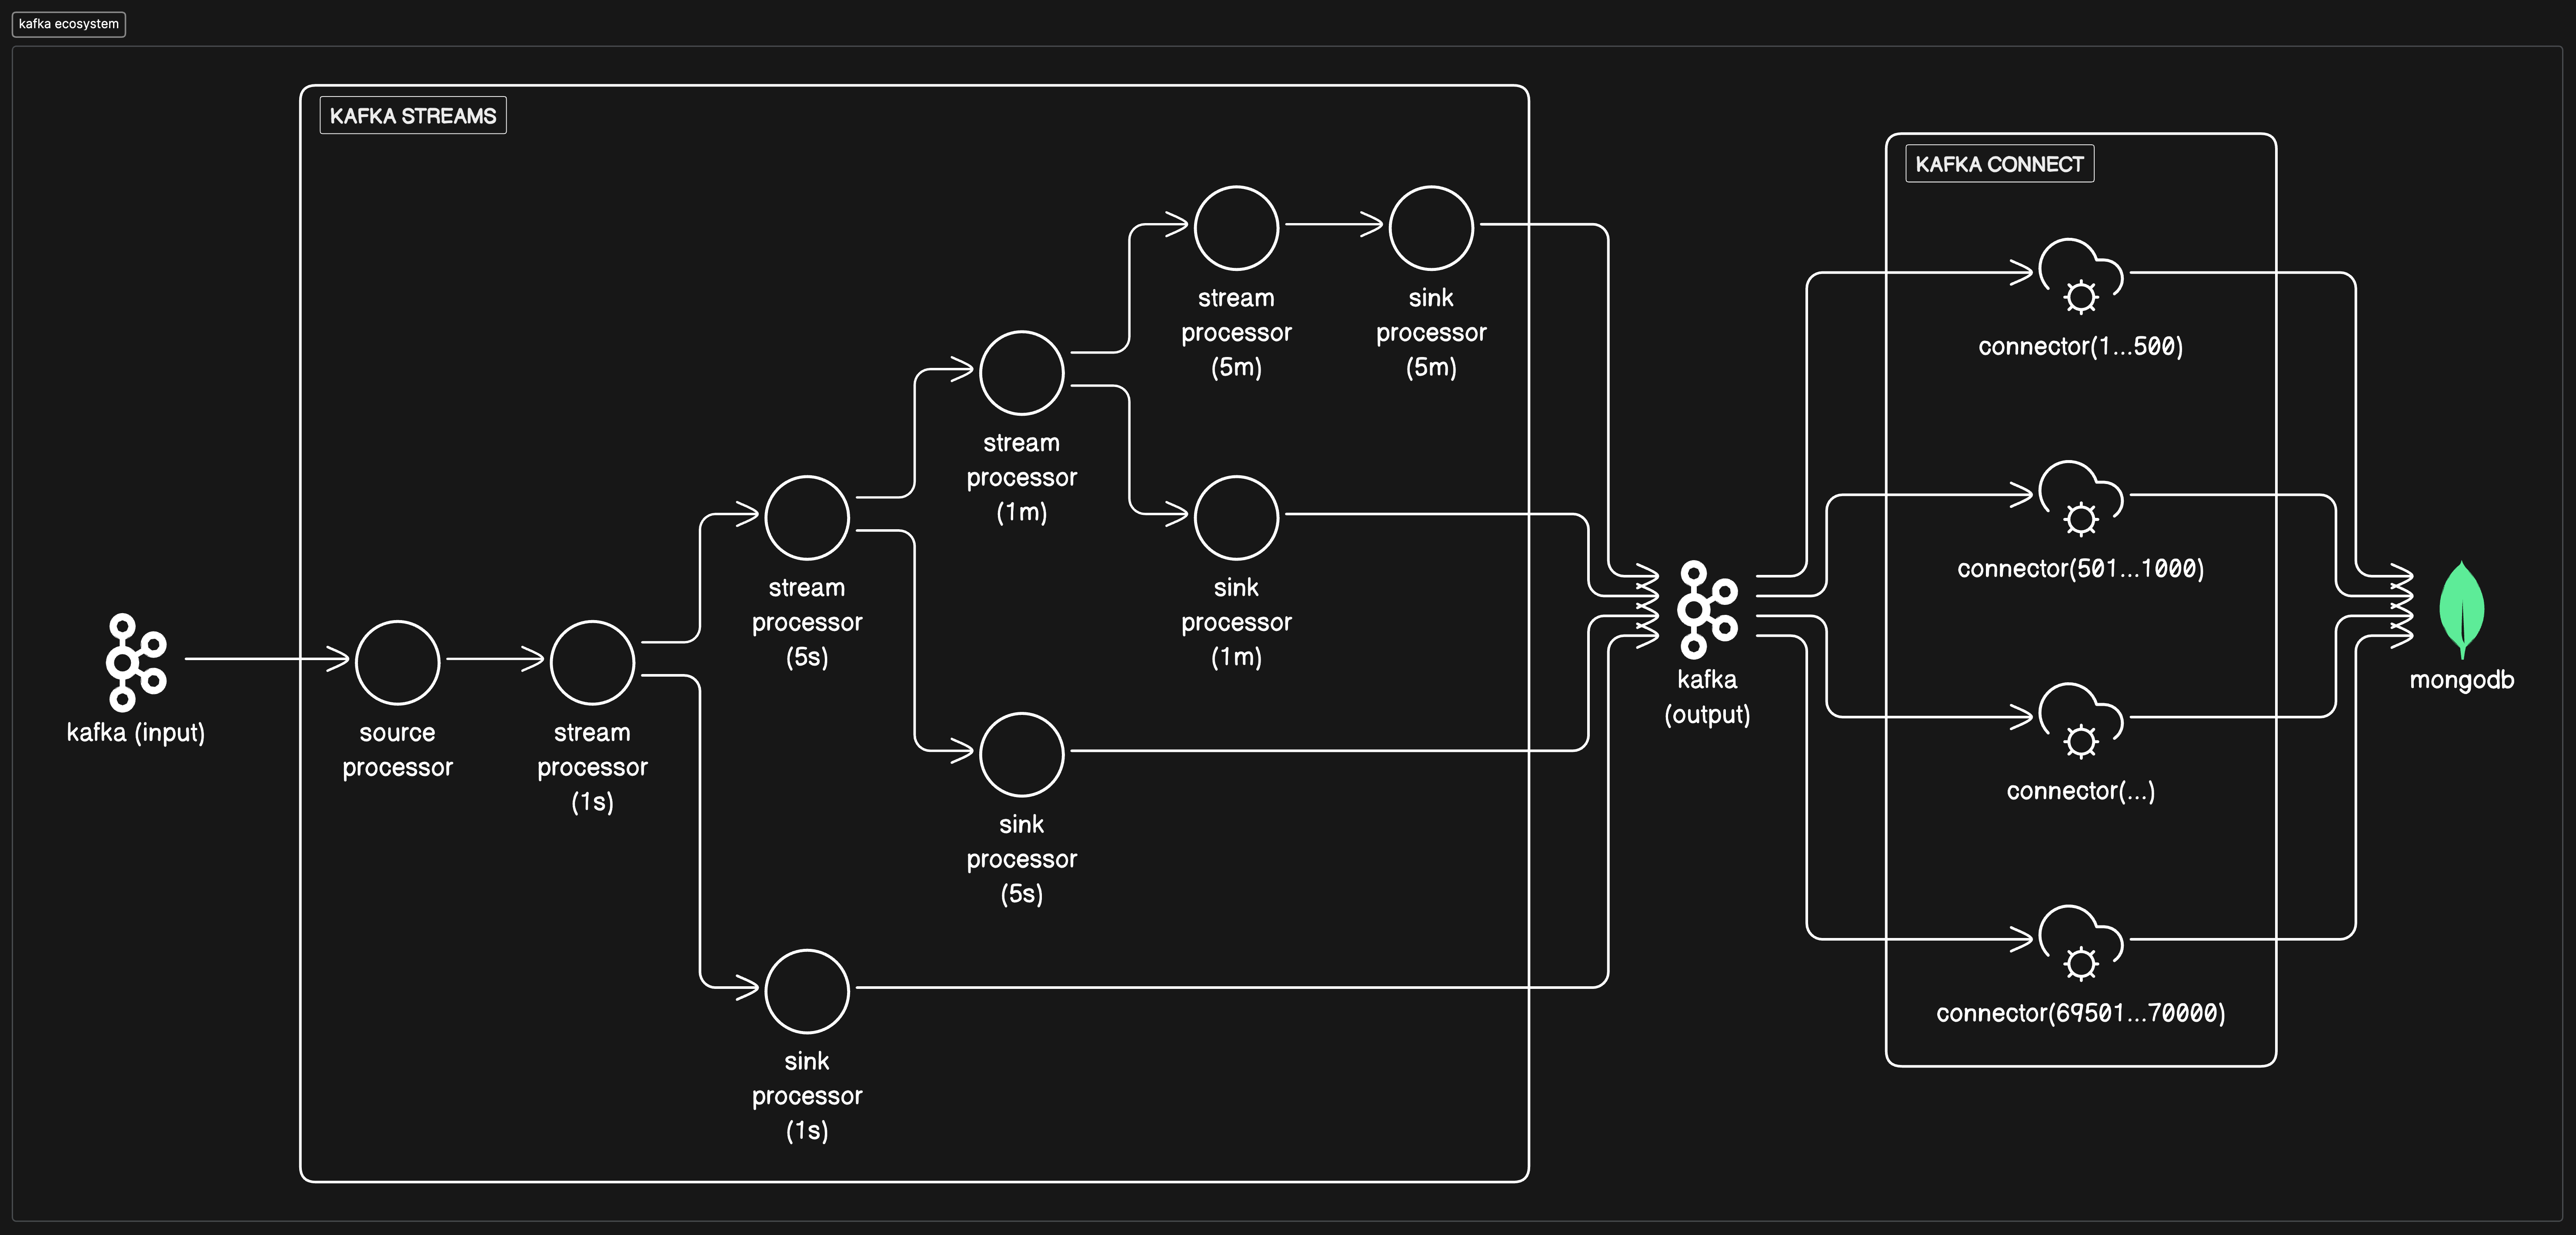 kafka ecosystem
KAFKA STREAMS
KAFKA CONNECT
stream
processor
(5m)
sink
processor
(5m)
connector(1...500)
stream
processor
(1m)
connector(501...1000)
stream
processor
(5s)
sink
processor
(1m)
kafka
(output)
mongodb
kafka (input)
source
processor
stream
processor
(1s)
connector(...)
sink
processor
(5s)
connector(69501...70000)
sink
processor
(1s)